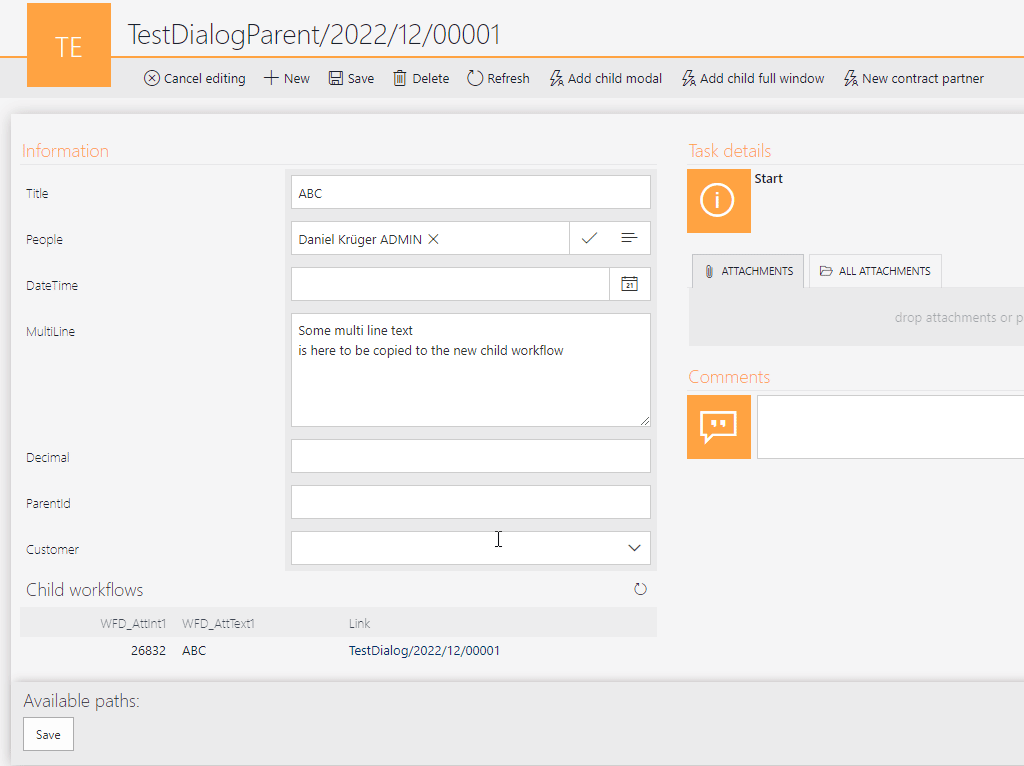 TE
TestDialogParent/2022/12/00001
Cancel editing New Save Delete Refresh Add child modal Add child full window New contract partner
Information
Title ABC
People Daniel Krüger ADMIN
DateTime 21
MultiLine Some multi line text
is here to be copied to the new child workflow
Decimal
ParentId
Customer
Child workflows
WFD_AttInt1 WFD_AttText1 Link
26832 ABC TestDialog/2022/12/00001
Available paths:
Save
Task details
Start
ATTACHMENTS ALL ATTACHMENTS
drop attachments or p
Comments